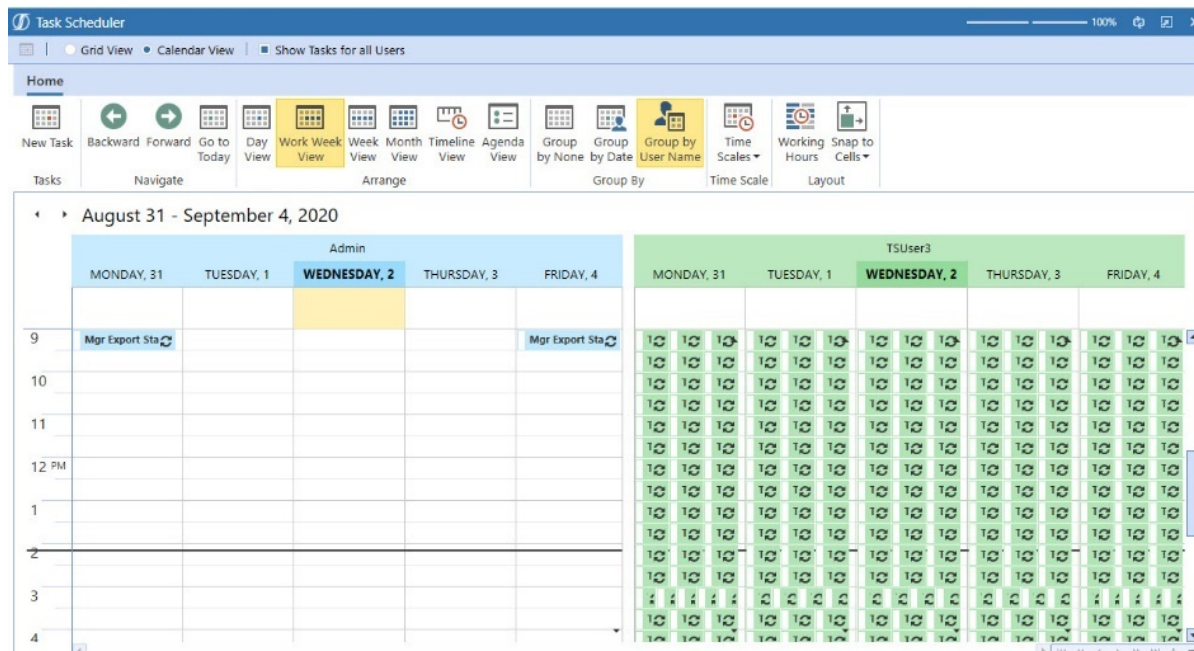 Task Scheduler 100%
Grid View Calendar View Show Tasks for all Users
Home
New Task Backward Forward Go to Today Day View Work Week View Week View Month View Timeline View Agenda View Group by None Group by Date Group by User Name Time Scales Working Hours Snap to Cells
Tasks Navigate Arrange Group By Time Scale Layout
August 31 - September 4, 2020
Admin TSUser3
MONDAY, 31 TUESDAY, 1 WEDNESDAY, 2 THURSDAY, 3 FRIDAY, 4 MONDAY, 31 TUESDAY, 1 WEDNESDAY, 2 THURSDAY, 3 FRIDAY, 4
9 Mgr Export Sta Mgr Export Sta
10
11
12 PM
1
2
3
4